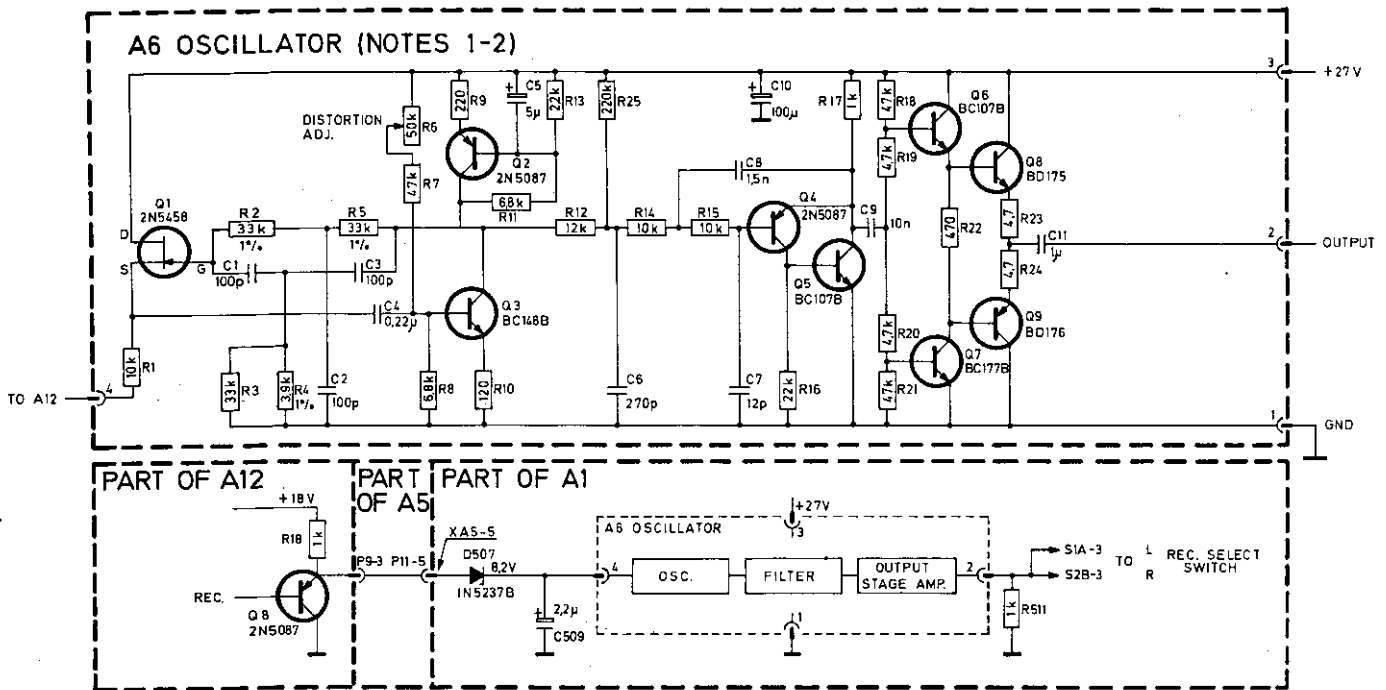 A6 OSCILLATOR (NOTES 1-2)
3
+27V
DISTORTION
ADJ.
50k
R6
47k
R7
220
R9
+
C5
5µ
22k
R13
220k
R25
+
C10
100µ
R17
1k
47k
R18
4,7k
R19
Q6
BC107B
Q8
BD175
Q2
2N5087
6,8k
R11
C8
1,5n
Q1
2N5458
D
S
G
R2
33k
1%
R5
33k
1%
C1
100p
C3
100p
R12
12k
R14
10k
R15
10k
Q4
2N5087
C9
10n
470
R22
4,7
R23
C11
1µ
2
OUTPUT
4,7
R24
C4
0,22µ
Q3
BC148B
Q5
BC107B
Q9
BD176
4,7k
R20
Q7
BC177B
47k
R21
10k
R1
33k
R3
3,9k
R4
1%
C2
100p
6,8k
R8
120
R10
C6
270p
C7
12p
22k
R16
TO A12
4
1
GND
PART OF A12
PART
OF A5
PART OF A1
+18V
R18
1k
REC.
Q8
2N5087
P9-3
P11-5
XA5-5
D507
8,2V
IN5237B
+
2,2µ
C509
A6 OSCILLATOR
+27V
3
4
OSC.
FILTER
OUTPUT
STAGE AMP.
2
1
1k
R511
S1A-3
S2B-3
TO
L
R
REC. SELECT
SWITCH